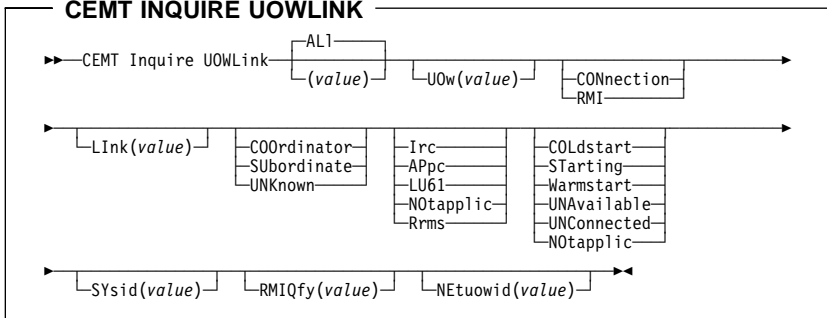 CEMT INQUIRE UOWLINK
ALl
CEMT Inquire UOWLink
(value)
UOw(value)
CONnection
RMI
LInk(value)
COOrdinator
SUbordinate
UNKnown
Irc
APpc
LU61
NOtapplic
Rrms
COLdstart
STarting
Warmstart
UNAvailable
UNConnected
NOtapplic
SYsid(value)
RMIQfy(value)
NEtuowid(value)